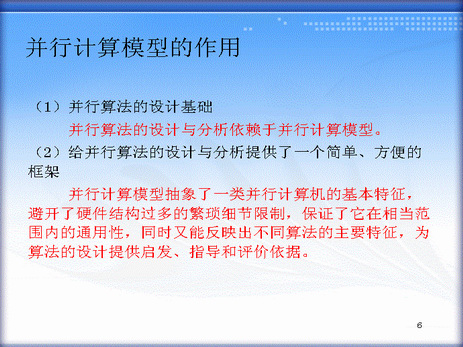 并行计算模型的作用
（1）并行算法的设计基础
并行算法的设计与分析依赖于并行计算模型。
（2）给并行算法的设计与分析提供了一个简单、方便的
框架
并行计算模型抽象了一类并行计算机的基本特征，
避开了硬件结构过多的繁琐细节限制，保证了它在相当范
围内的通用性，同时又能反映出不同算法的主要特征，为
算法的设计提供启发、指导和评价依据。
6